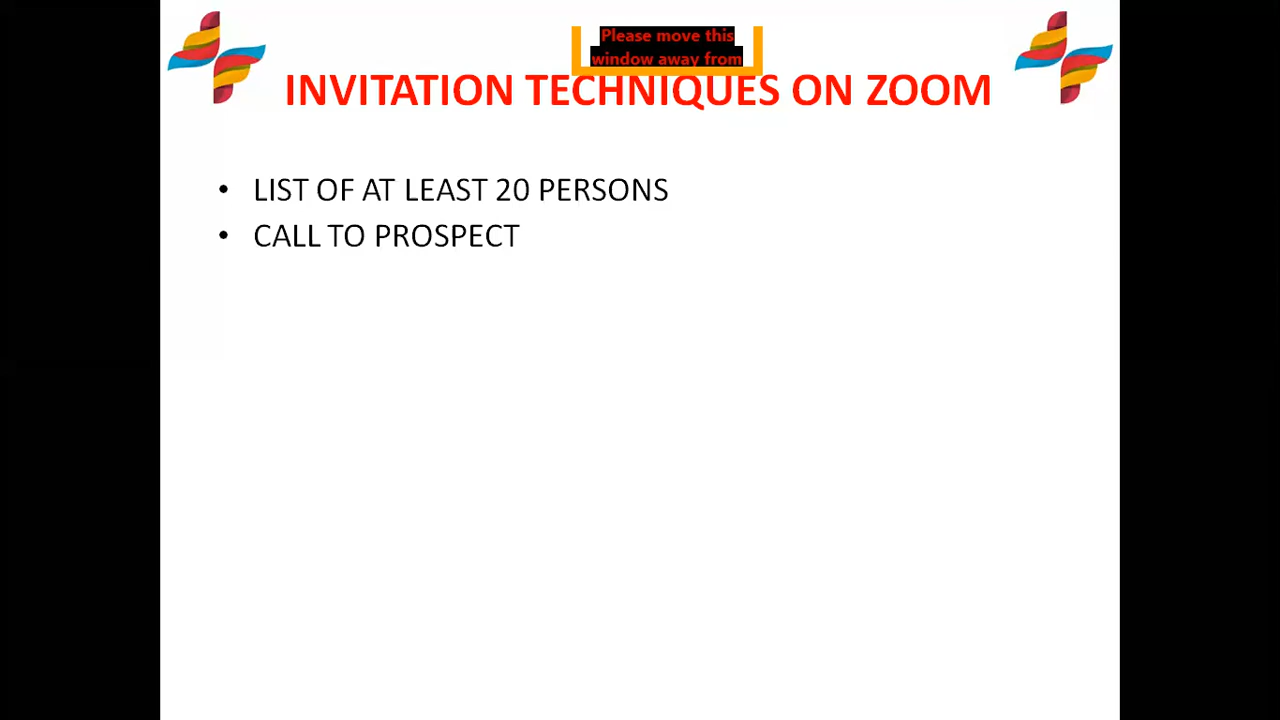 Please move this
window away from
INVITATION TECHNIQUES ON ZOOM
• LIST OF AT LEAST 20 PERSONS
• CALL TO PROSPECT